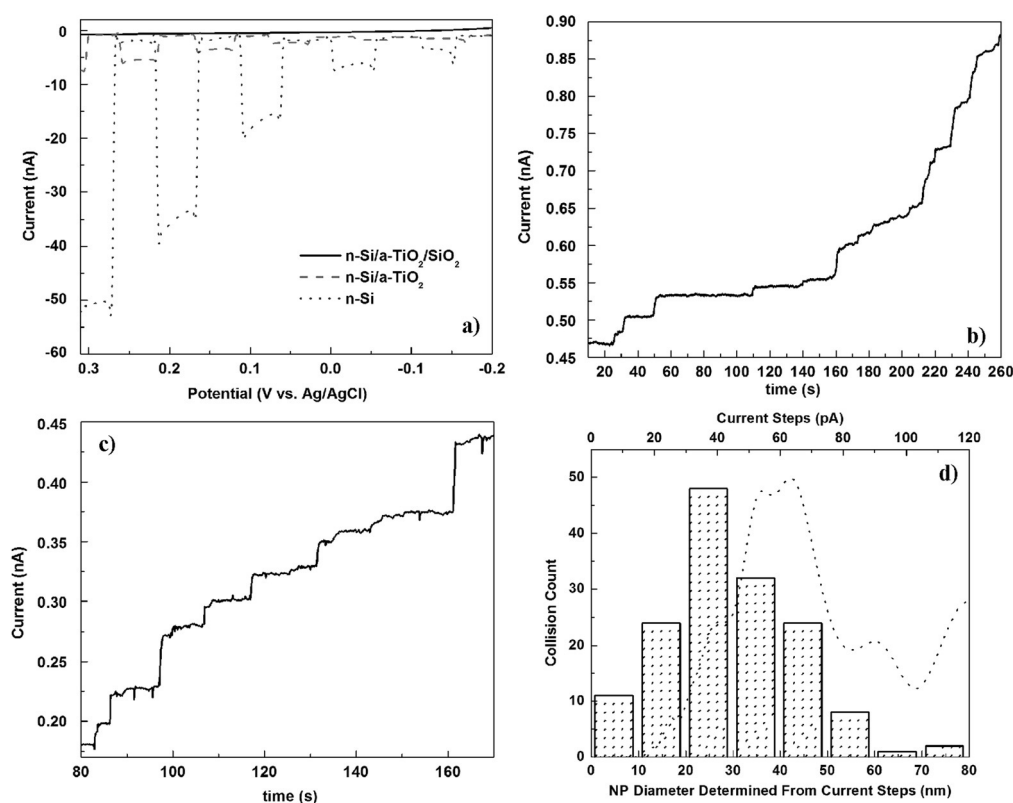 0
-10
-20
-30
-40
-50
-60
Current (nA)
n-Si/a-TiO2/SiO2
n-Si/a-TiO2
n-Si
a)
0.3 0.2 0.1 0.0 -0.1 -0.2
Potential (V vs. Ag/AgCl)
0.90
0.85
0.80
0.75
0.70
0.65
0.60
0.55
0.50
0.45
Current (nA)
b)
20 40 60 80 100 120 140 160 180 200 220 240 260
time (s)
0.45
0.40
0.35
0.30
0.25
0.20
Current (nA)
c)
80 100 120 140 160
time (s)
Current Steps (pA)
0 20 40 60 80 100 120
50
40
30
20
10
0
Collision Count
d)
0 10 20 30 40 50 60 70 80
NP Diameter Determined From Current Steps (nm)